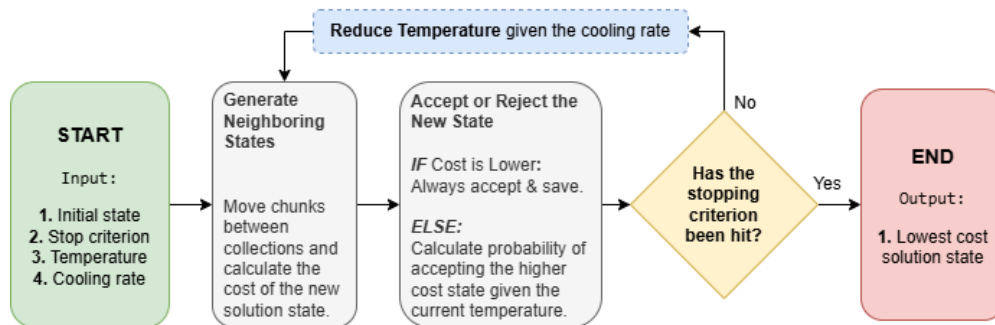 Reduce Temperature given the cooling rate
START
Input:
1. Initial state
2. Stop criterion
3. Temperature
4. Cooling rate
Generate
Neighboring
States
Move chunks
between
collections and
calculate the
cost of the new
solution state.
Accept or Reject the
New State
IF Cost is Lower:
Always accept & save.
ELSE:
Calculate probability of
accepting the higher
cost state given the
current temperature.
No
Has the
stopping
criterion
been hit?
Yes
END
Output:
1. Lowest cost
solution state